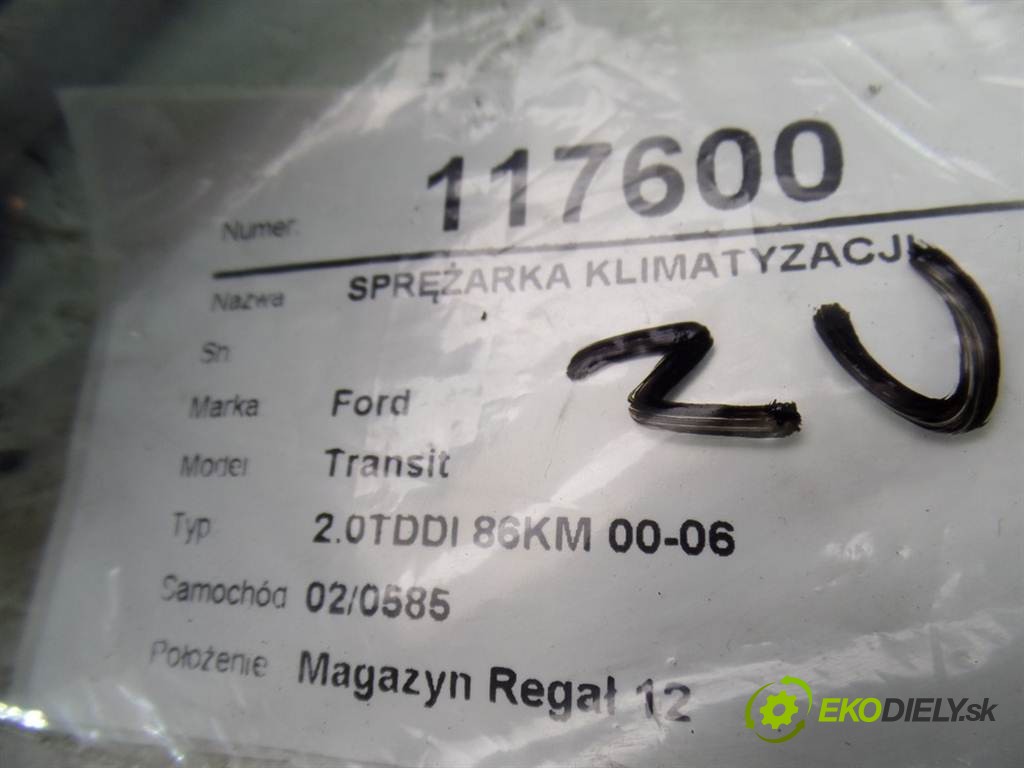 Numer: 117600
Nazwa SPRĘŻARKA KLIMATYZACJI
Sn
Marka Ford
Model Transit
Typ 2.0TDDI 86KM 00-06
Samochód 02/0585
Położenie Magazyn Regał 12
ZU
EKODIELY.sk